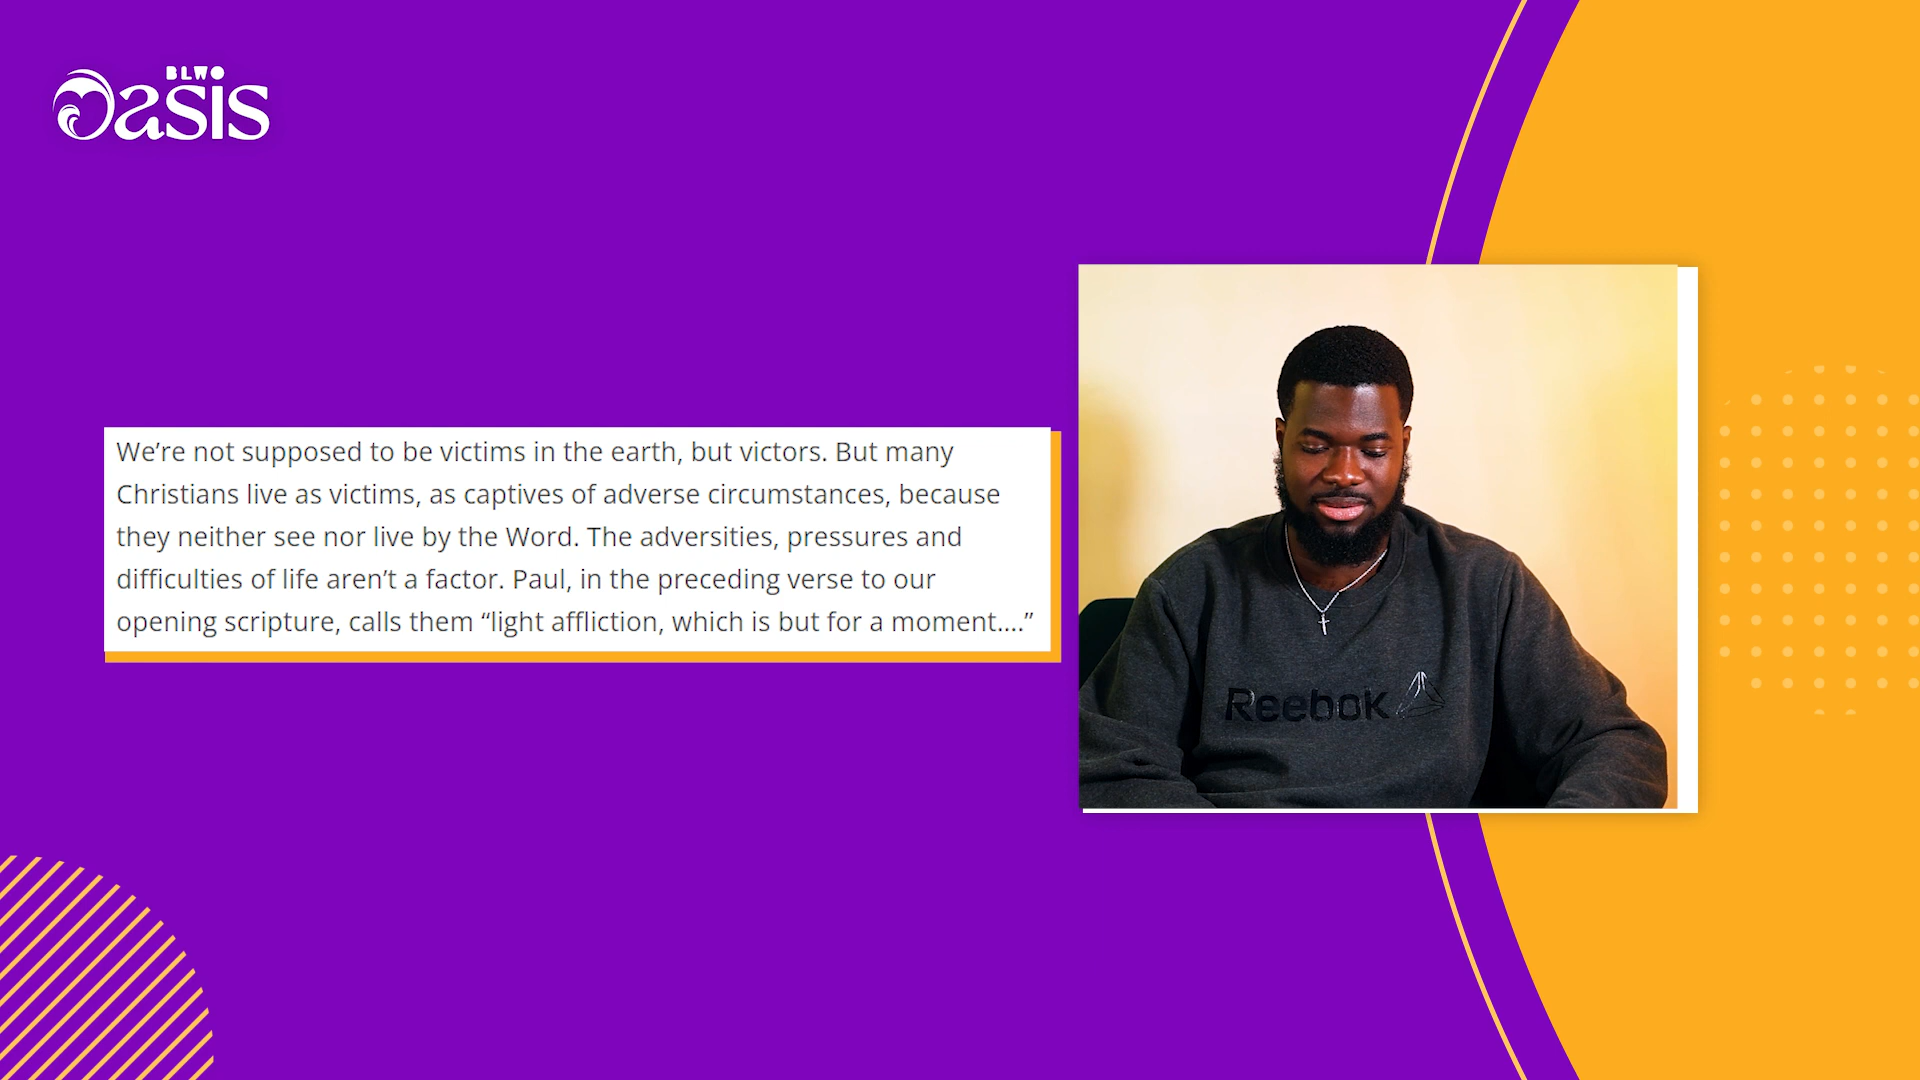 BLWO
Oasis
We’re not supposed to be victims in the earth, but victors. But many
Christians live as victims, as captives of adverse circumstances, because
they neither see nor live by the Word. The adversities, pressures and
difficulties of life aren’t a factor. Paul, in the preceding verse to our
opening scripture, calls them “light affliction, which is but for a moment....”
Reebok